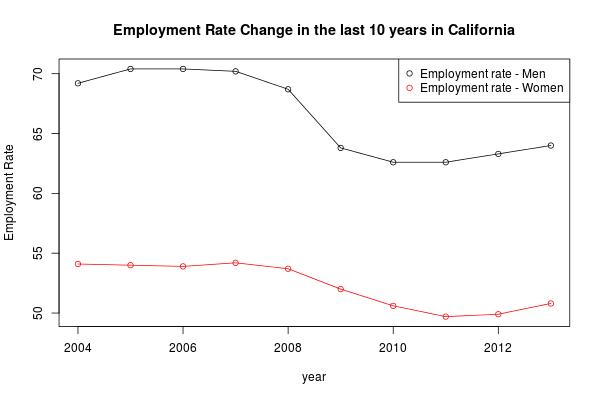 Employment Rate Change in the last 10 years in California
Employment rate - Men
Employment rate - Women
Employment Rate
70
65
60
55
50
2004 2006 2008 2010 2012
year